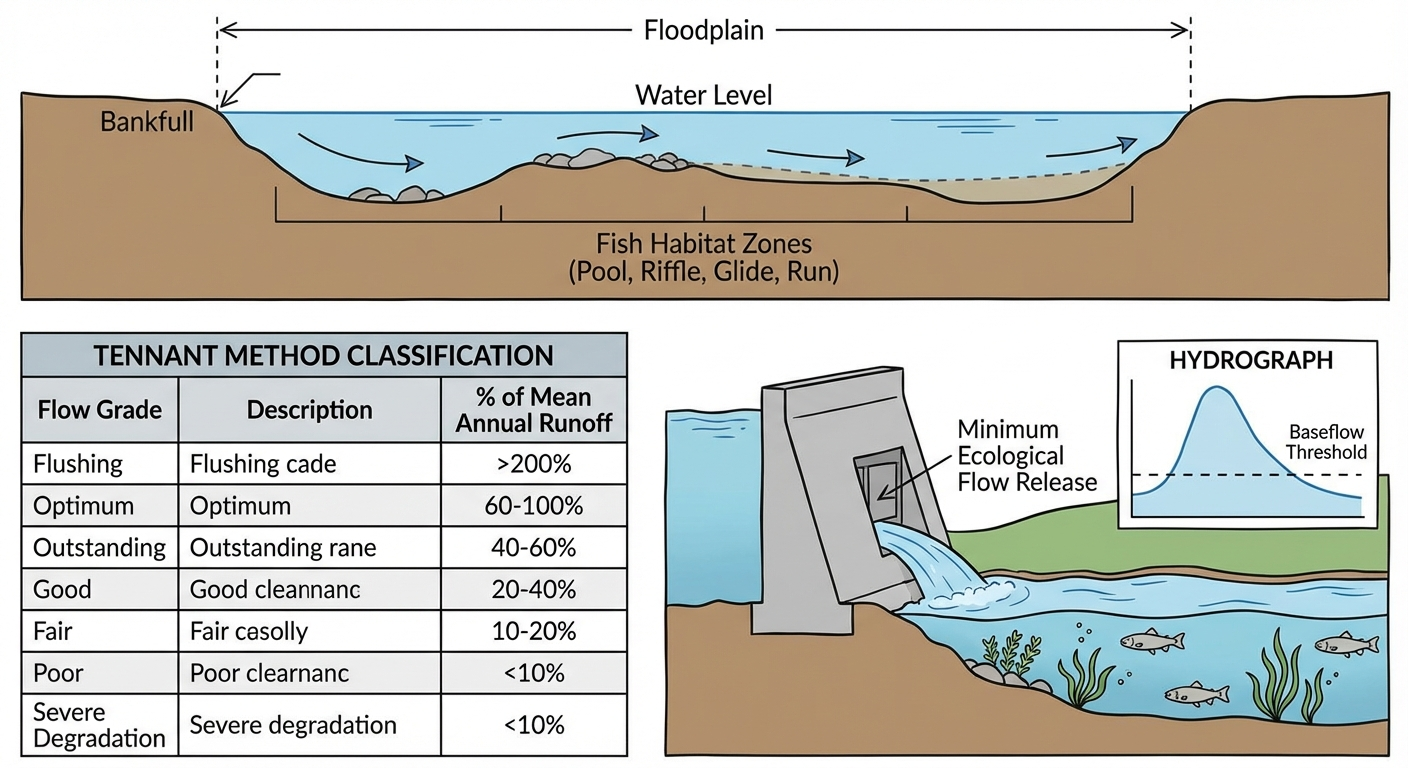 Floodplain
Water Level
Bankfull
Fish Habitat Zones
(Pool, Riffle, Glide, Run)
TENNANT METHOD CLASSIFICATION
Flow Grade Description % of Mean
Annual Runoff
Flushing Flushing cade >200%
Optimum Optimum 60-100%
Outstanding Outstanding rane 40-60%
Good Good cleannanc 20-40%
Fair Fair casolly 10-20%
Poor Poor clearnanc <10%
Severe
Degradation Severe degradation <10%
Minimum
Ecological
Flow Release
HYDROGRAPH
Baseflow
Threshold